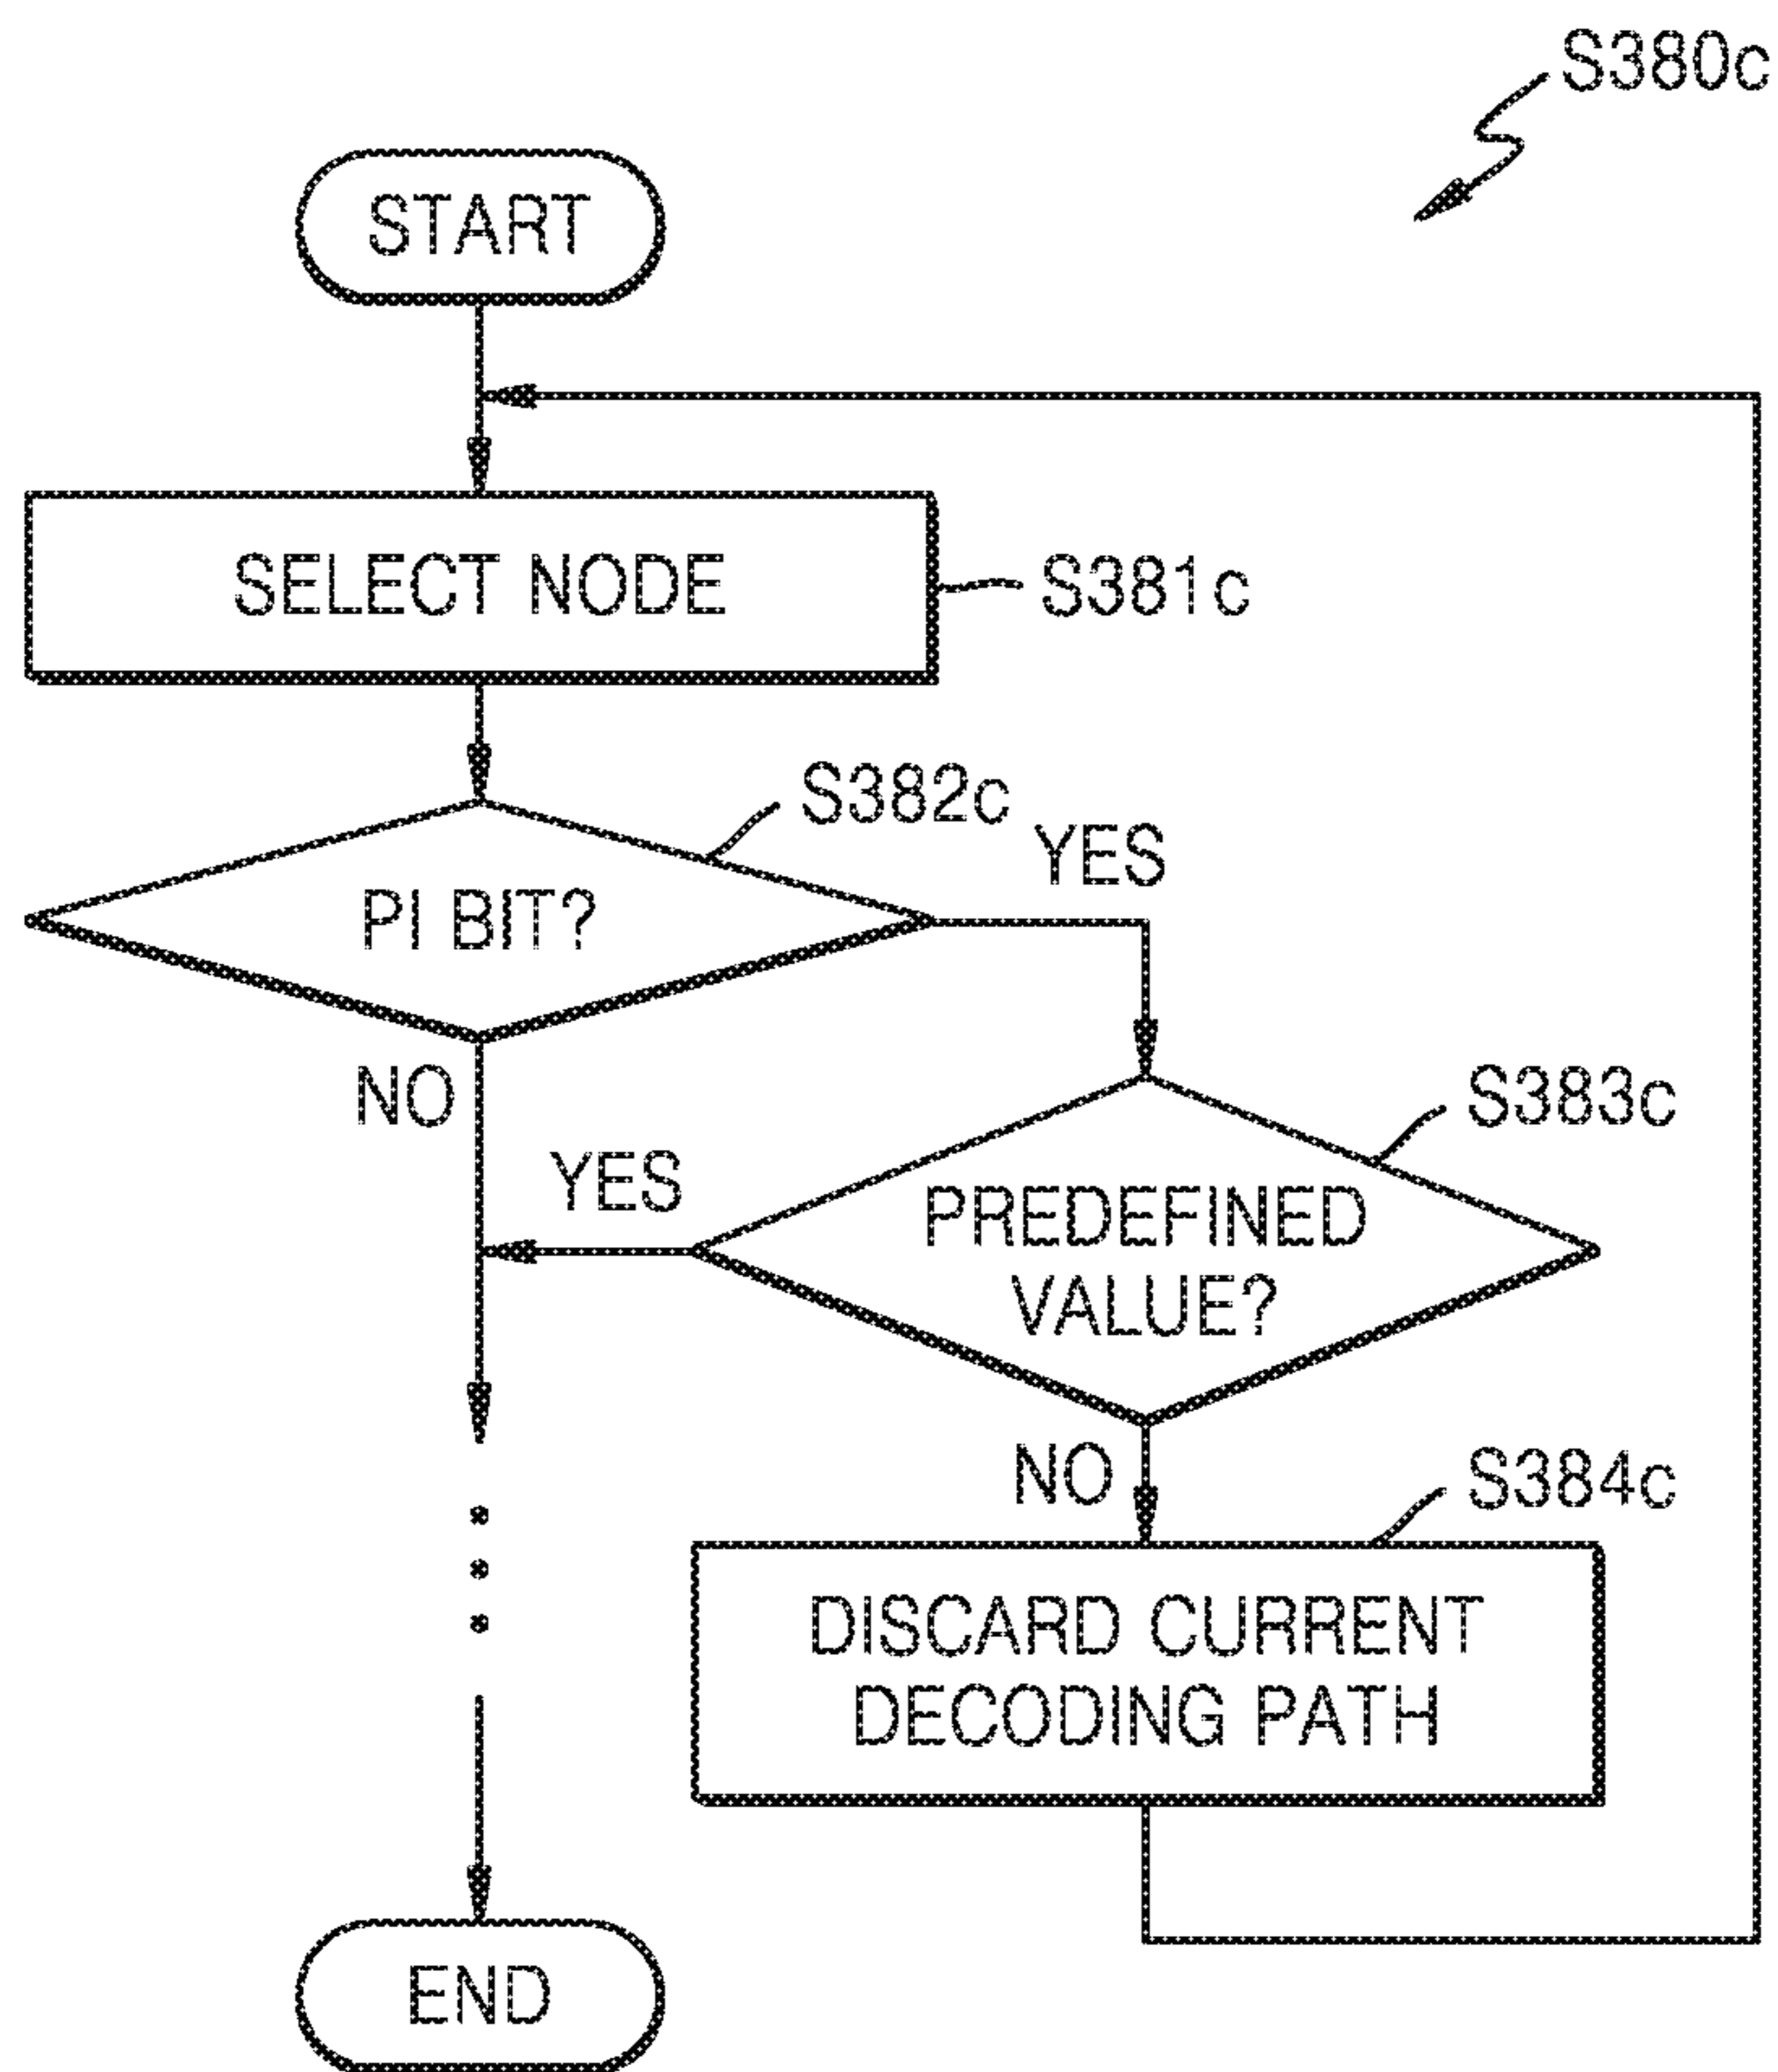 S380c
START
SELECT NODE
S381c
S382c
YES
PI BIT?
NO
S383c
YES
PREDEFINED
VALUE?
NO
S384c
DISCARD CURRENT
DECODING PATH
END